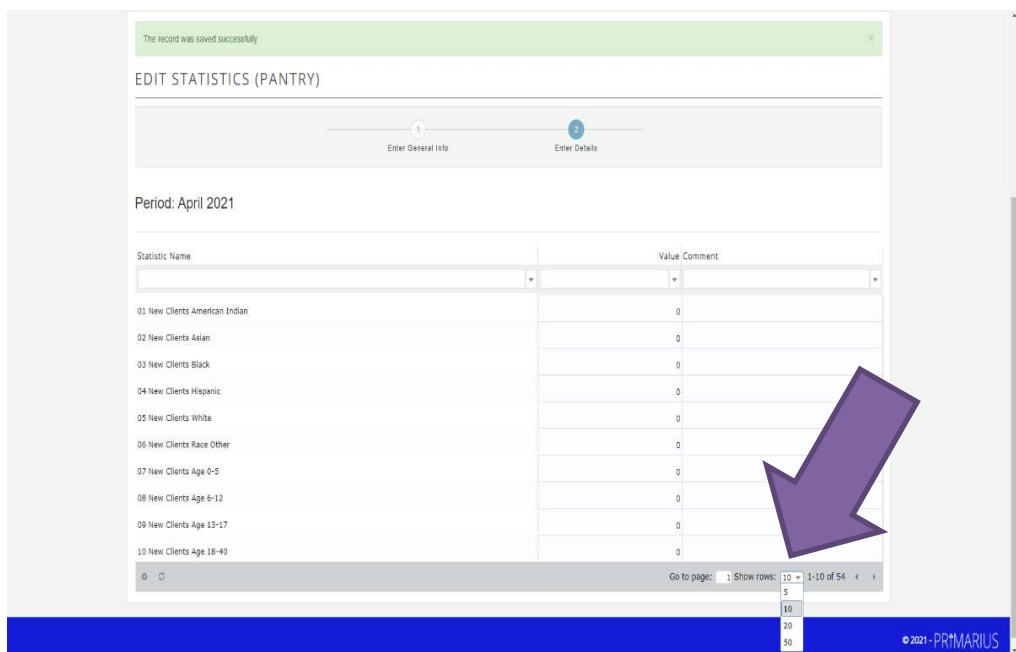 The record was saved successfully
×
EDIT STATISTICS (PANTRY)
1
2
Enter General Info
Enter Details
Period: April 2021
Statistic Name Value Comment
01 New Clients American Indian 0
02 New Clients Asian 0
03 New Clients Black 0
04 New Clients Hispanic 0
05 New Clients White 0
06 New Clients Race Other 0
07 New Clients Age 0-5 0
08 New Clients Age 6-12 0
09 New Clients Age 13-17 0
10 New Clients Age 18-40 0
Go to page: 1 Show rows: 10 1-10 of 54
5
10
20
50
© 2021 - PRIMARIUS